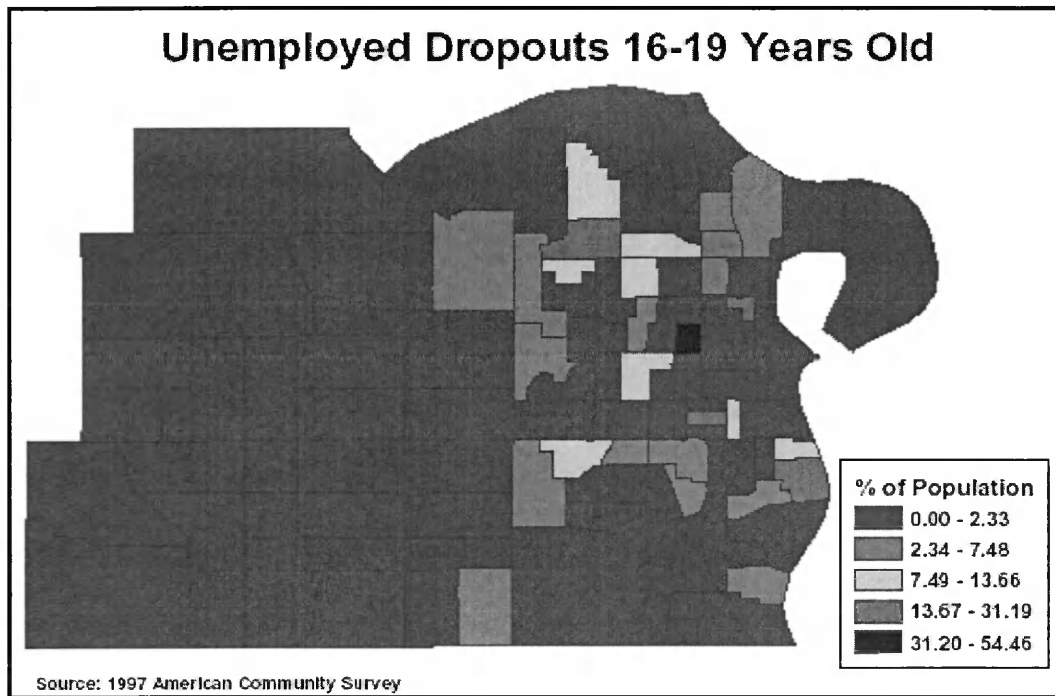 Unemployed Dropouts 16-19 Years Old
% of Population
0.00 - 2.33
2.34 - 7.48
7.49 - 13.66
13.67 - 31.19
31.20 - 54.46
Source: 1997 American Community Survey